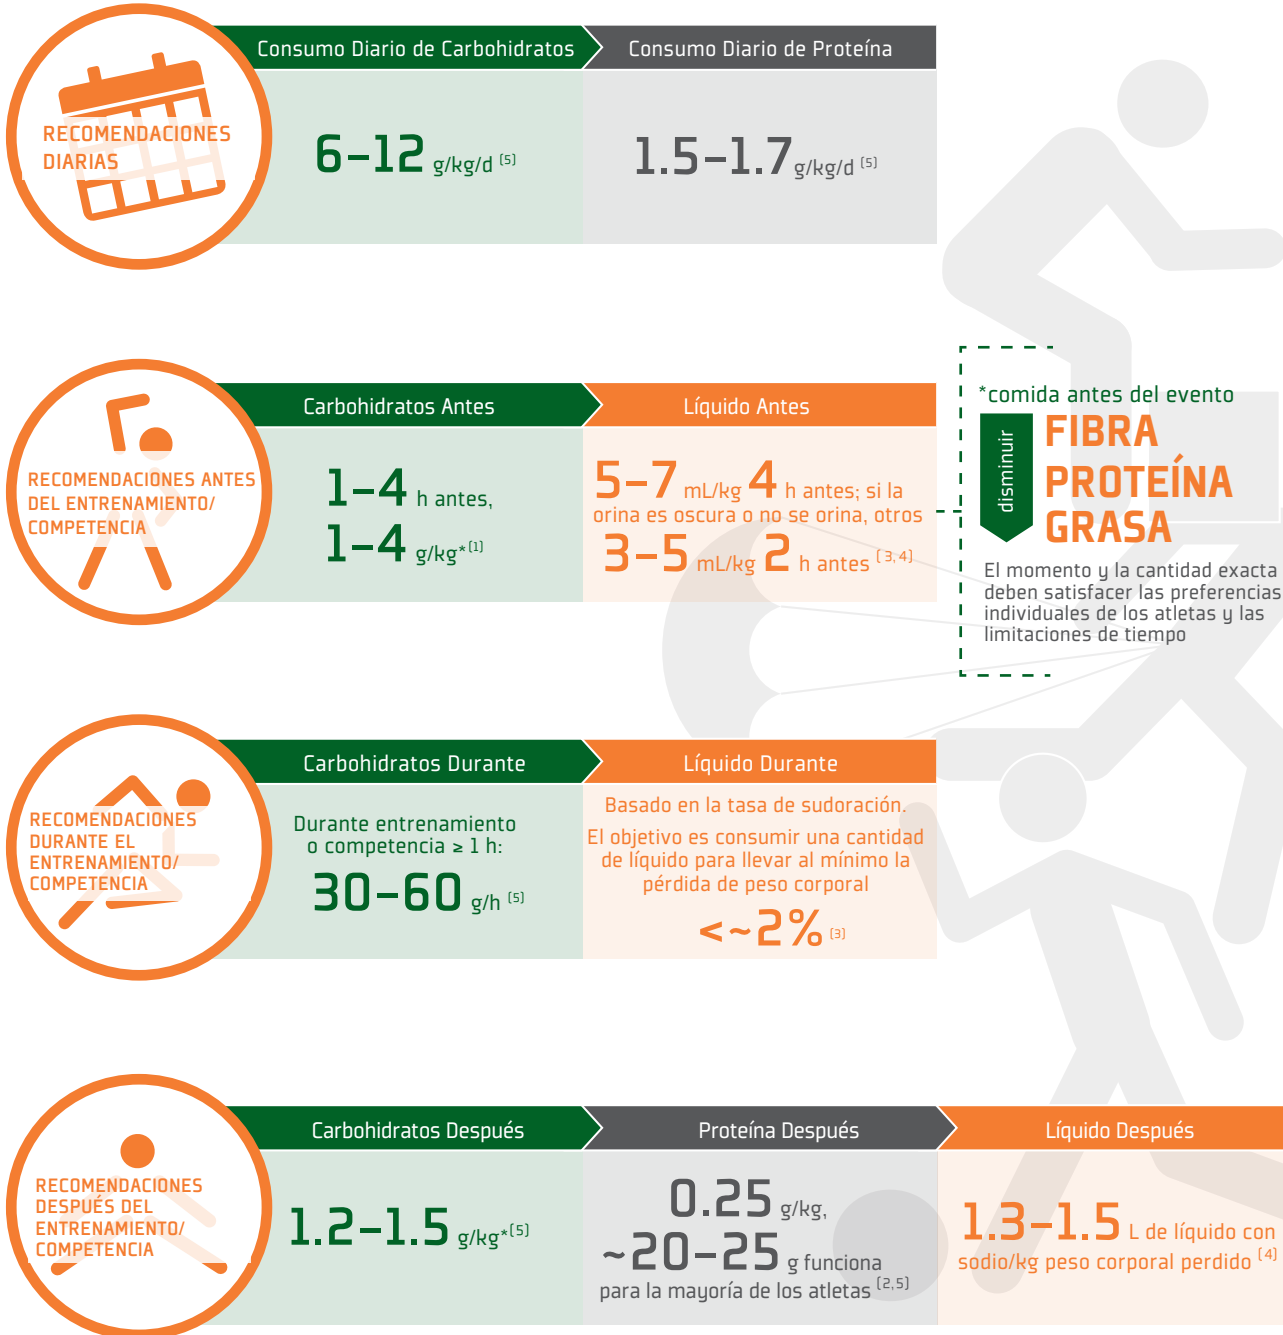 Consumo Diario de Carbohidratos
Consumo Diario de Proteína
RECOMENDACIONES
DIARIAS
6–12 g/kg/d (5)
1.5–1.7 g/kg/d (5)
RECOMENDACIONES ANTES
DEL ENTRENAMIENTO/
COMPETENCIA
Carbohidratos Antes
1–4 h antes,
1–4 g/kg*(1)
Líquido Antes
5–7 mL/kg 4 h antes; si la
orina es oscura o no se orina, otros
3–5 mL/kg 2 h antes (3,4)
*comida antes del evento
disminuir
FIBRA
PROTEÍNA
GRASA
El momento y la cantidad exacta
deben satisfacer las preferencias
individuales de los atletas y las
limitaciones de tiempo
RECOMENDACIONES
DURANTE EL
ENTRENAMIENTO/
COMPETENCIA
Carbohidratos Durante
Durante entrenamiento
o competencia ≥ 1 h:
30–60 g/h (5)
Líquido Durante
Basado en la tasa de sudoración.
El objetivo es consumir una cantidad
de líquido para llevar al mínimo la
pérdida de peso corporal
<~2% (3)
RECOMENDACIONES
DESPUÉS DEL
ENTRENAMIENTO/
COMPETENCIA
Carbohidratos Después
1.2–1.5 g/kg*(5)
Proteína Después
0.25 g/kg,
~20–25 g funciona
para la mayoría de los atletas (2,5)
Líquido Después
1.3–1.5 L de líquido con
sodio/kg peso corporal perdido (4)